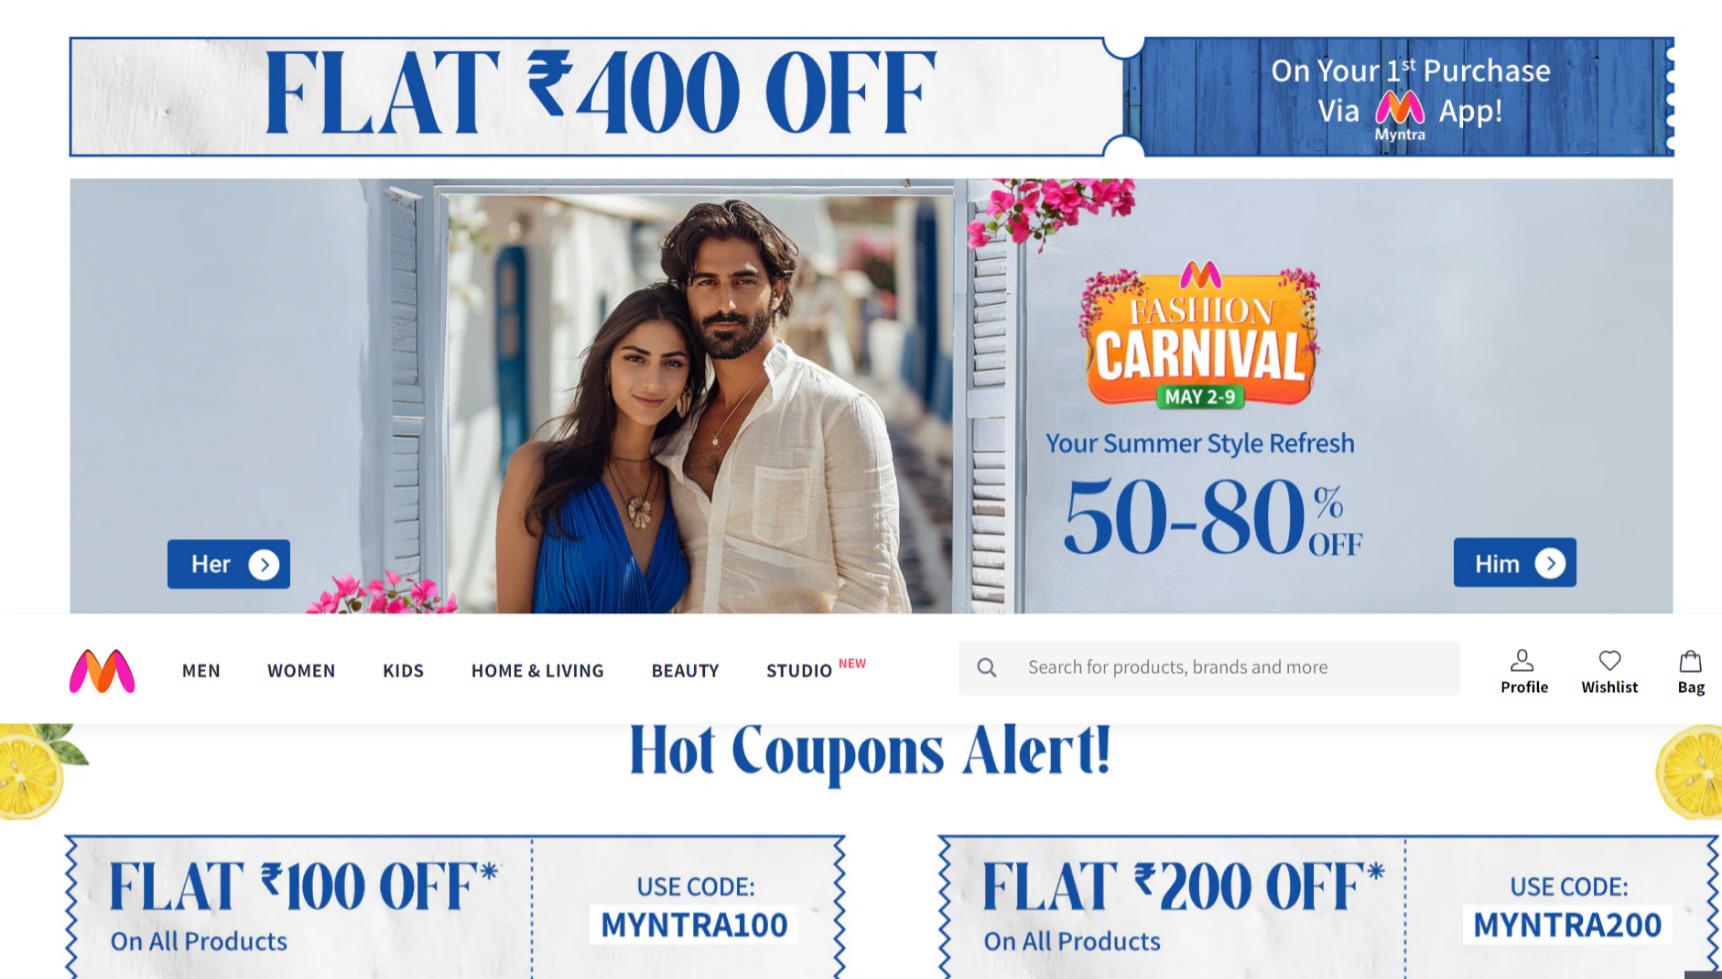 FLAT ₹400 OFF
On Your 1st Purchase
Via Myntra App!
FASHION
CARNIVAL
MAY 2-9
Your Summer Style Refresh
50-80% OFF
Her
Him
MEN WOMEN KIDS HOME & LIVING BEAUTY STUDIO NEW
Search for products, brands and more
Profile Wishlist Bag
Hot Coupons Alert!
FLAT ₹100 OFF*
On All Products
USE CODE:
MYNTRA100
FLAT ₹200 OFF*
On All Products
USE CODE:
MYNTRA200